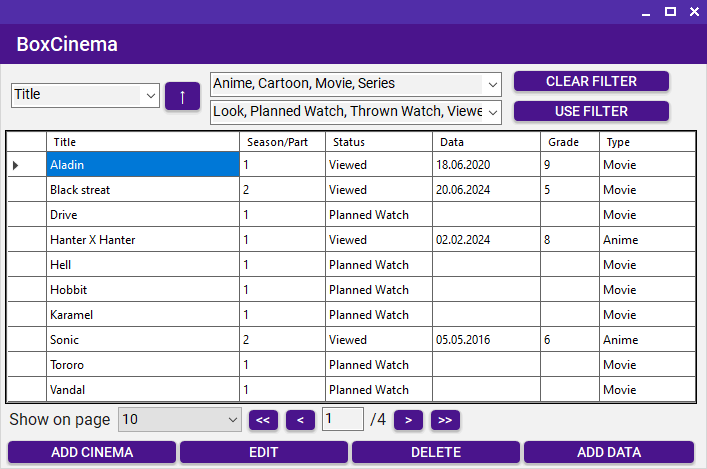 BoxCinema
Title ↑ Anime, Cartoon, Movie, Series CLEAR FILTER
Look, Planned Watch, Thrown Watch, Viewe USE FILTER
Title Season/Part Status Data Grade Type
Aladin 1 Viewed 18.06.2020 9 Movie
Black streat 2 Viewed 20.06.2024 5 Movie
Drive 1 Planned Watch Movie
Hanter X Hanter 1 Viewed 02.02.2024 8 Anime
Hell 1 Planned Watch Movie
Hobbit 1 Planned Watch Movie
Karamel 1 Planned Watch Movie
Sonic 2 Viewed 05.05.2016 6 Anime
Tororo 1 Planned Watch Movie
Vandal 1 Planned Watch Movie
Show on page 10 << < 1 /4 > >>
ADD CINEMA EDIT DELETE ADD DATA